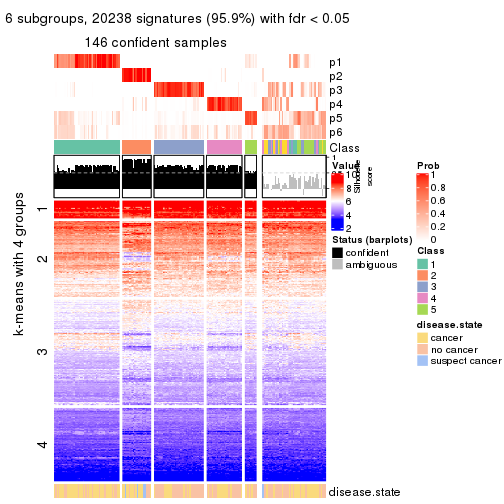 6 subgroups, 20238 signatures (95.9%) with fdr < 0.05
146 confident samples
p1
p2
p3
p4
p5
p6
Class
k-means with 4 groups
1
2
3
4
disease.state
Value
10
8
6
4
2
Silhouette
score
1
Status (barplots)
confident
ambiguous
Prob
1
0.8
0.6
0.4
0.2
0
Class
1
2
3
4
5
disease.state
cancer
no cancer
suspect cancer